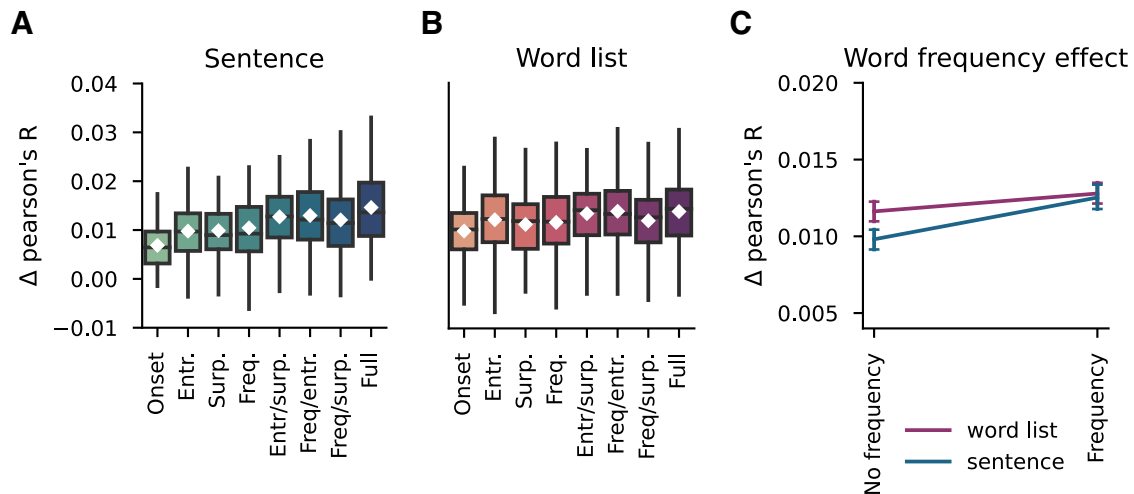 A
B
C
Sentence
Word list
Word frequency effect
Δ pearson's R
0.04
0.03
0.02
0.01
0.00
−0.01
Onset
Entr.
Surp.
Freq.
Entr/surp.
Freq/entr.
Freq/surp.
Full
Onset
Entr.
Surp.
Freq.
Entr/surp.
Freq/entr.
Freq/surp.
Full
Δ pearson's R
0.020
0.015
0.010
0.005
No frequency
Frequency
word list
sentence